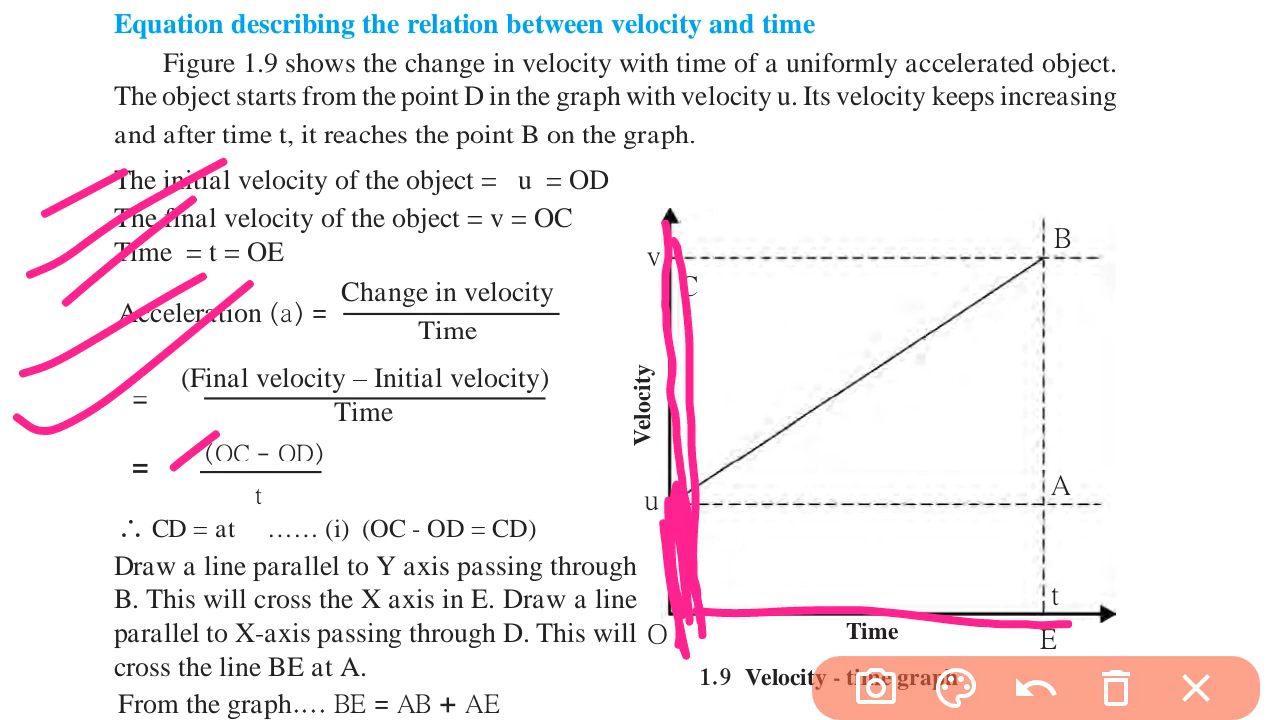 Equation describing the relation between velocity and time
Figure 1.9 shows the change in velocity with time of a uniformly accelerated object.
The object starts from the point D in the graph with velocity u. Its velocity keeps increasing
and after time t, it reaches the point B on the graph.
The initial velocity of the object = u = OD
The final velocity of the object = v = OC
Time = t = OE
Acceleration (a) = Change in velocity
Time
= (Final velocity – Initial velocity)
Time
= (OC – OD)
t
∴ CD = at ...... (i) (OC - OD = CD)
Draw a line parallel to Y axis passing through
B. This will cross the X axis in E. Draw a line
parallel to X-axis passing through D. This will
cross the line BE at A.
From the graph.... BE = AB + AE
B
v
C
Velocity
A
u
t
O
Time
E
1.9 Velocity - time graph